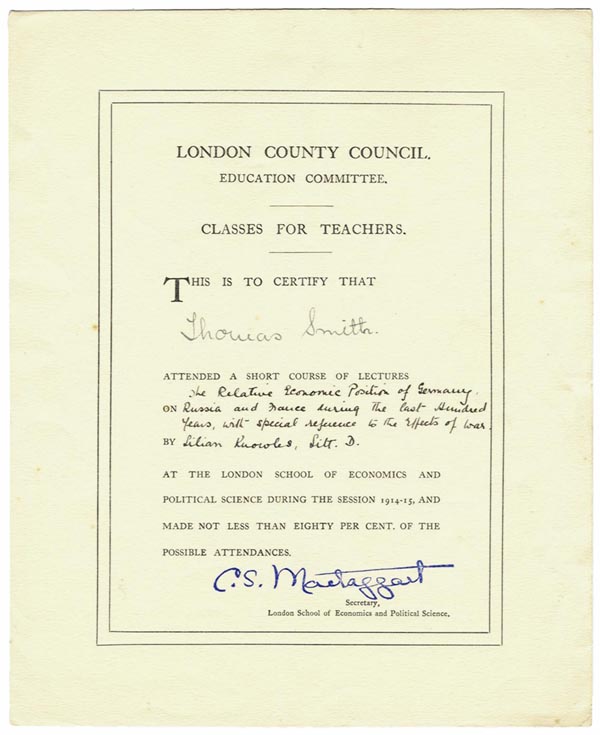 LONDON COUNTY COUNCIL.
EDUCATION COMMITTEE.
CLASSES FOR TEACHERS.
THIS IS TO CERTIFY THAT
Thomas Smith.
ATTENDED A SHORT COURSE OF LECTURES
The Relative Economic Position of Germany.
ON Russia and France during the last Hundred
Years, with special reference to the Effects of War.
BY Lilian Knowles, Litt. D.
AT THE LONDON SCHOOL OF ECONOMICS AND
POLITICAL SCIENCE DURING THE SESSION 1914-15, AND
MADE NOT LESS THAN EIGHTY PER CENT. OF THE
POSSIBLE ATTENDANCES.
C.S. Mactaggart
Secretary,
London School of Economics and Political Science.